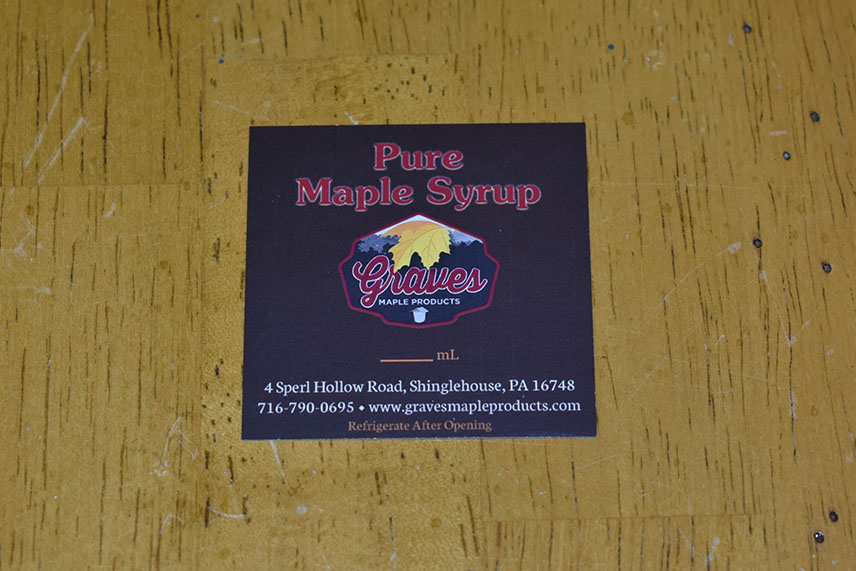 Pure
Maple Syrup
Graves
MAPLE PRODUCTS
______ mL
4 Sperl Hollow Road, Shinglehouse, PA 16748
716-790-0695 • www.gravesmapleproducts.com
Refrigerate After Opening